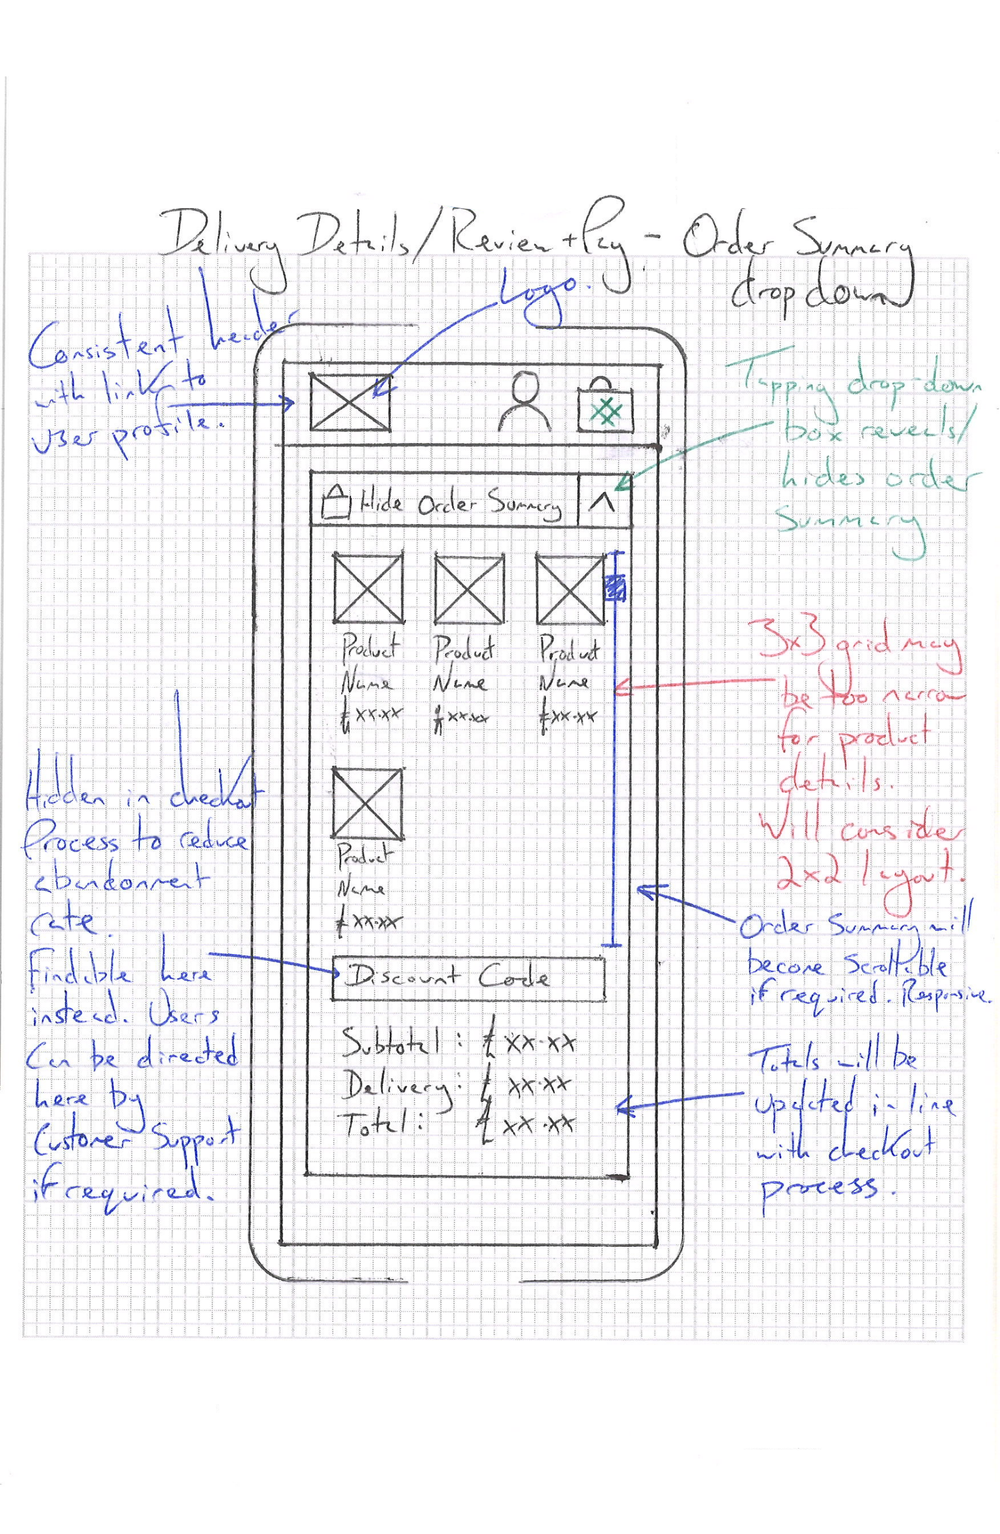 Delivery Details/Review + Pay - Order Summary
dropdown
Logo.
Consistent header
with link to
User profile.
Tapping drop-down
box reveals/
hides order
Summary
Hide Order Summary
Product Product Product
Name Name Name
£xx.xx £xx.xx £xx.xx
3x3 grid may
be too narrow
for product
details.
Will consider
2x2 layout.
Product
Name
£xx.xx
Hidden in checkout
Process to reduce
abandonment
rate.
Findable here
instead. Users
Can be directed
here by
Customer Support
if required.
Order Summary will
become Scrollable
if required. Responsive.
Discount Code
Subtotal : £ xx.xx
Delivery: £ xx.xx
Total: £ xx.xx
Totals will be
updated in-line
with checkout
process.